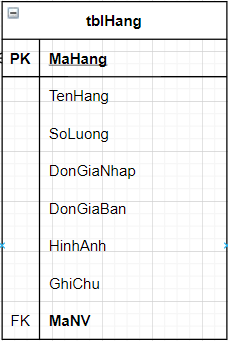 tblHang
PK MaHang
TenHang
SoLuong
DonGiaNhap
DonGiaBan
HinhAnh
GhiChu
FK MaNV